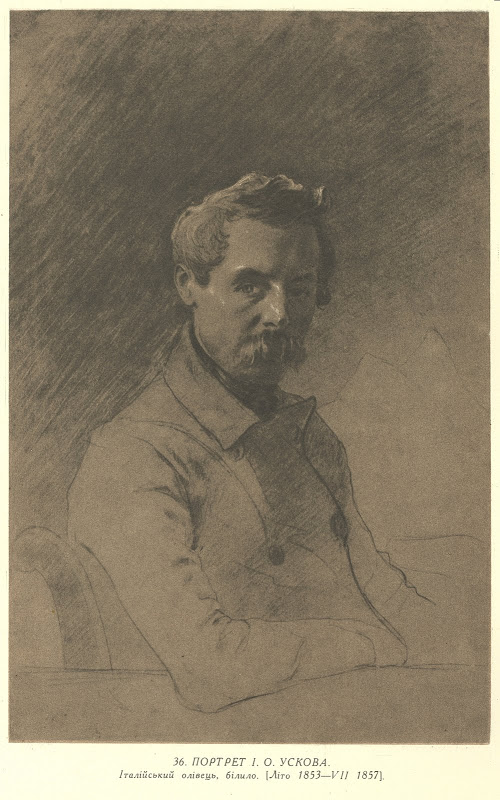 36. ПОРТРЕТ І. О. УСКОВА.
Італійський олівець, білило. [Літо 1853—VII 1857].